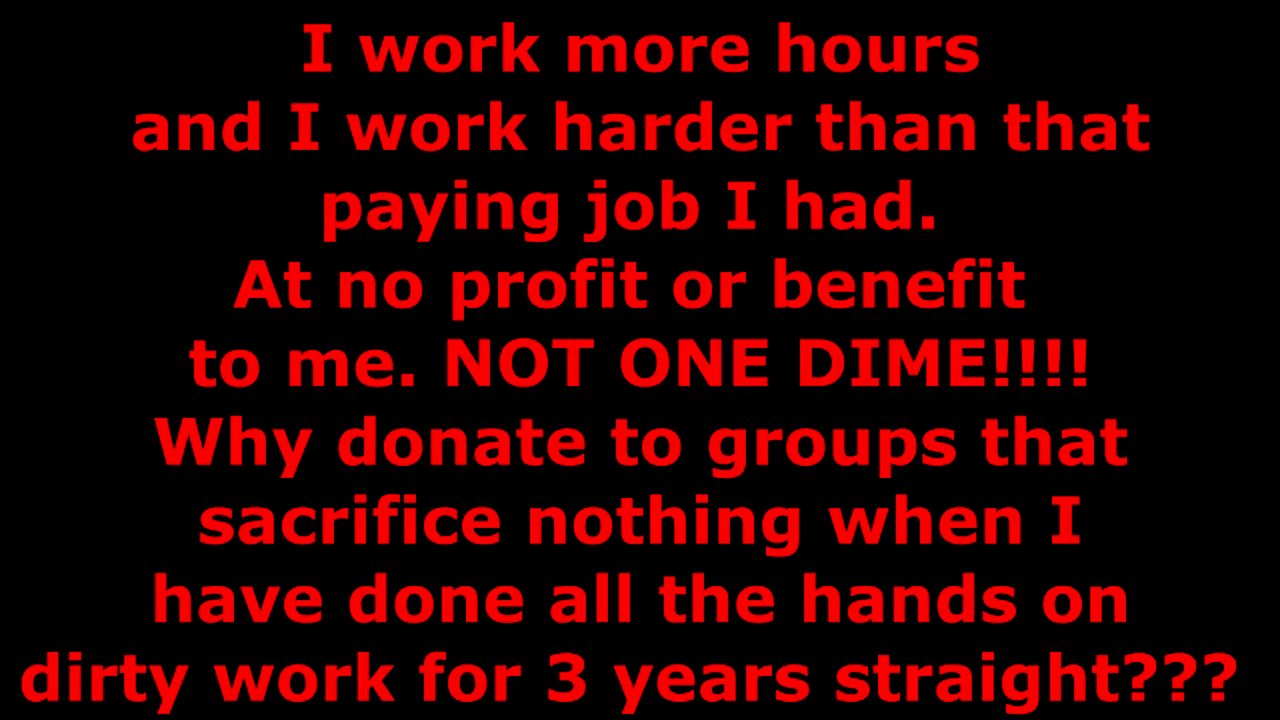 I work more hours
and I work harder than that
paying job I had.
At no profit or benefit
to me. NOT ONE DIME!!!!
Why donate to groups that
sacrifice nothing when I
have done all the hands on
dirty work for 3 years straight???